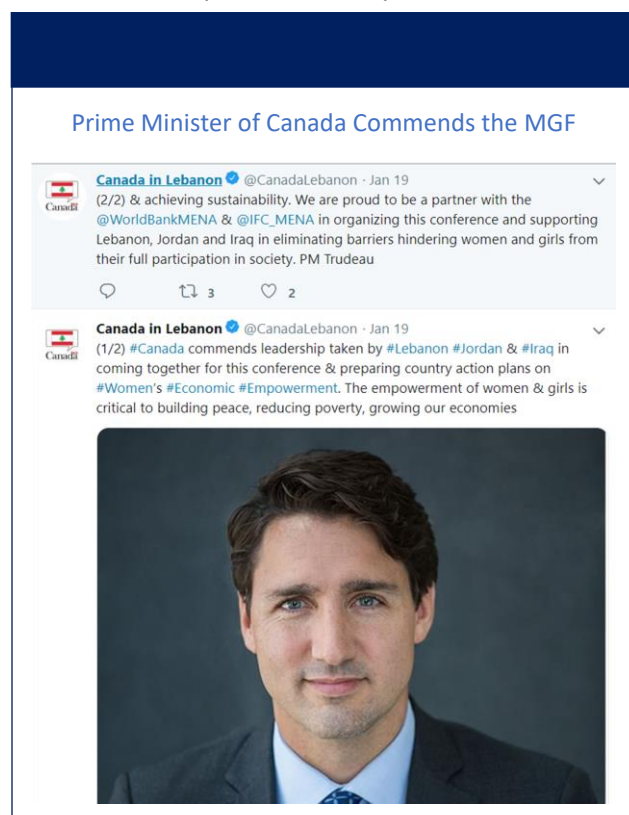 Prime Minister of Canada Commends the MGF
Canada in Lebanon @CanadaLebanon · Jan 19
(2/2) & achieving sustainability. We are proud to be a partner with the
@WorldBankMENA & @IFC_MENA in organizing this conference and supporting
Lebanon, Jordan and Iraq in eliminating barriers hindering women and girls from
their full participation in society. PM Trudeau
Canada
3 2
Canada in Lebanon @CanadaLebanon · Jan 19
(1/2) #Canada commends leadership taken by #Lebanon #Jordan & #Iraq in
coming together for this conference & preparing country action plans on
#Women's #Economic #Empowerment. The empowerment of women & girls is
critical to building peace, reducing poverty, growing our economies
Canada